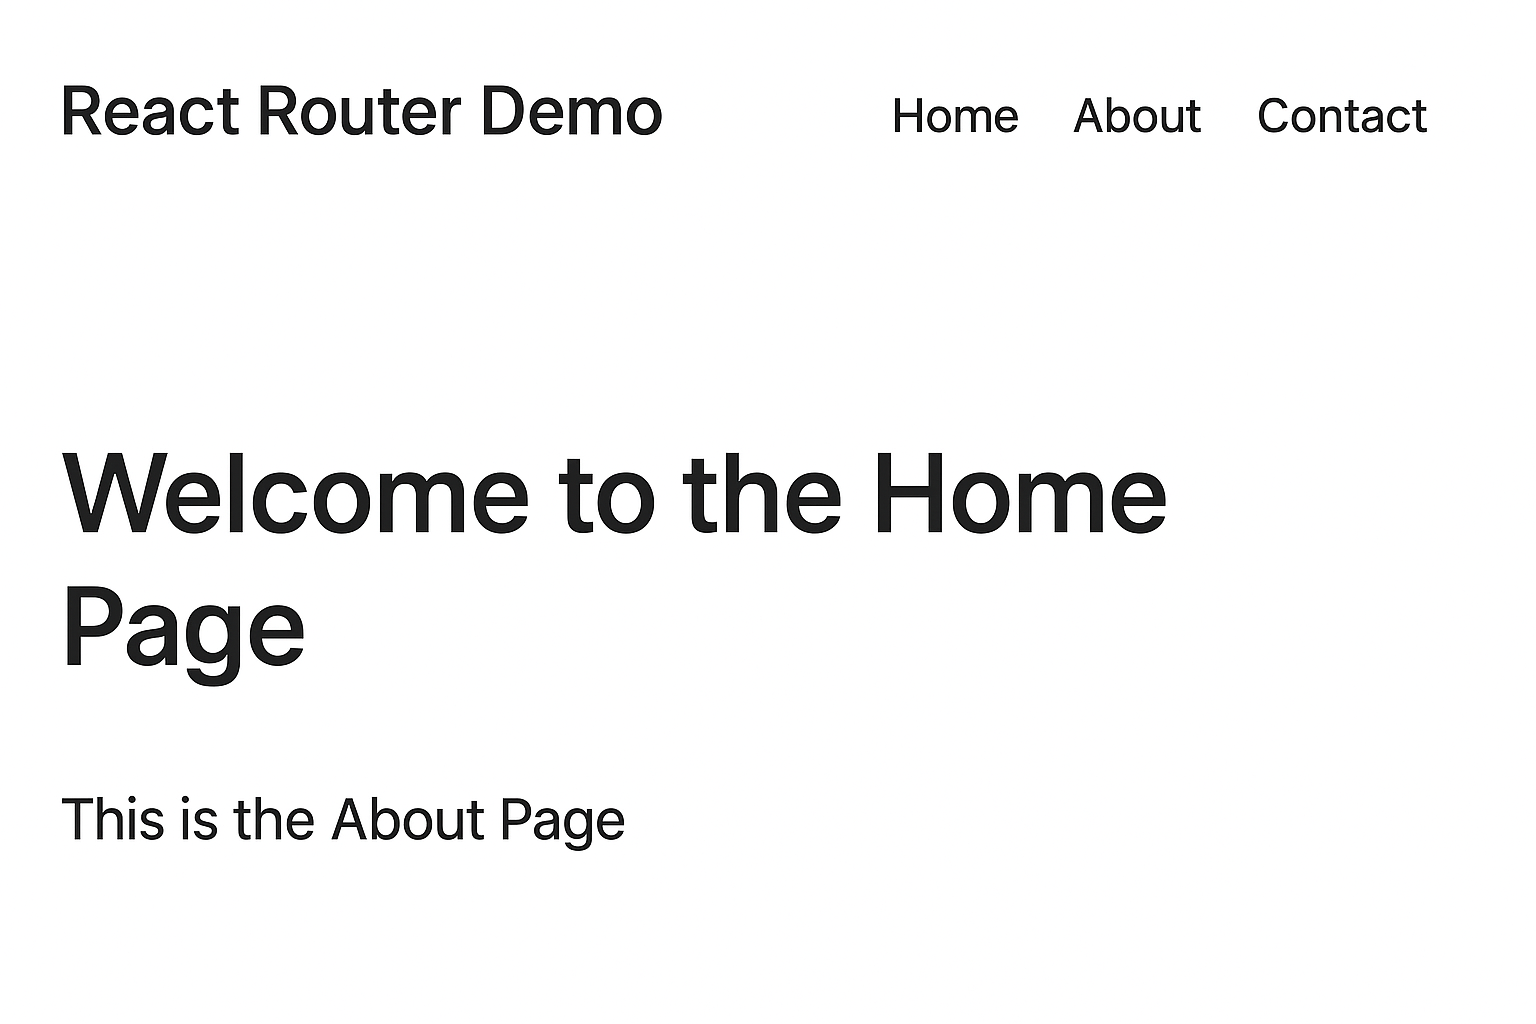 React Router Demo
Home About Contact
Welcome to the Home
Page
This is the About Page